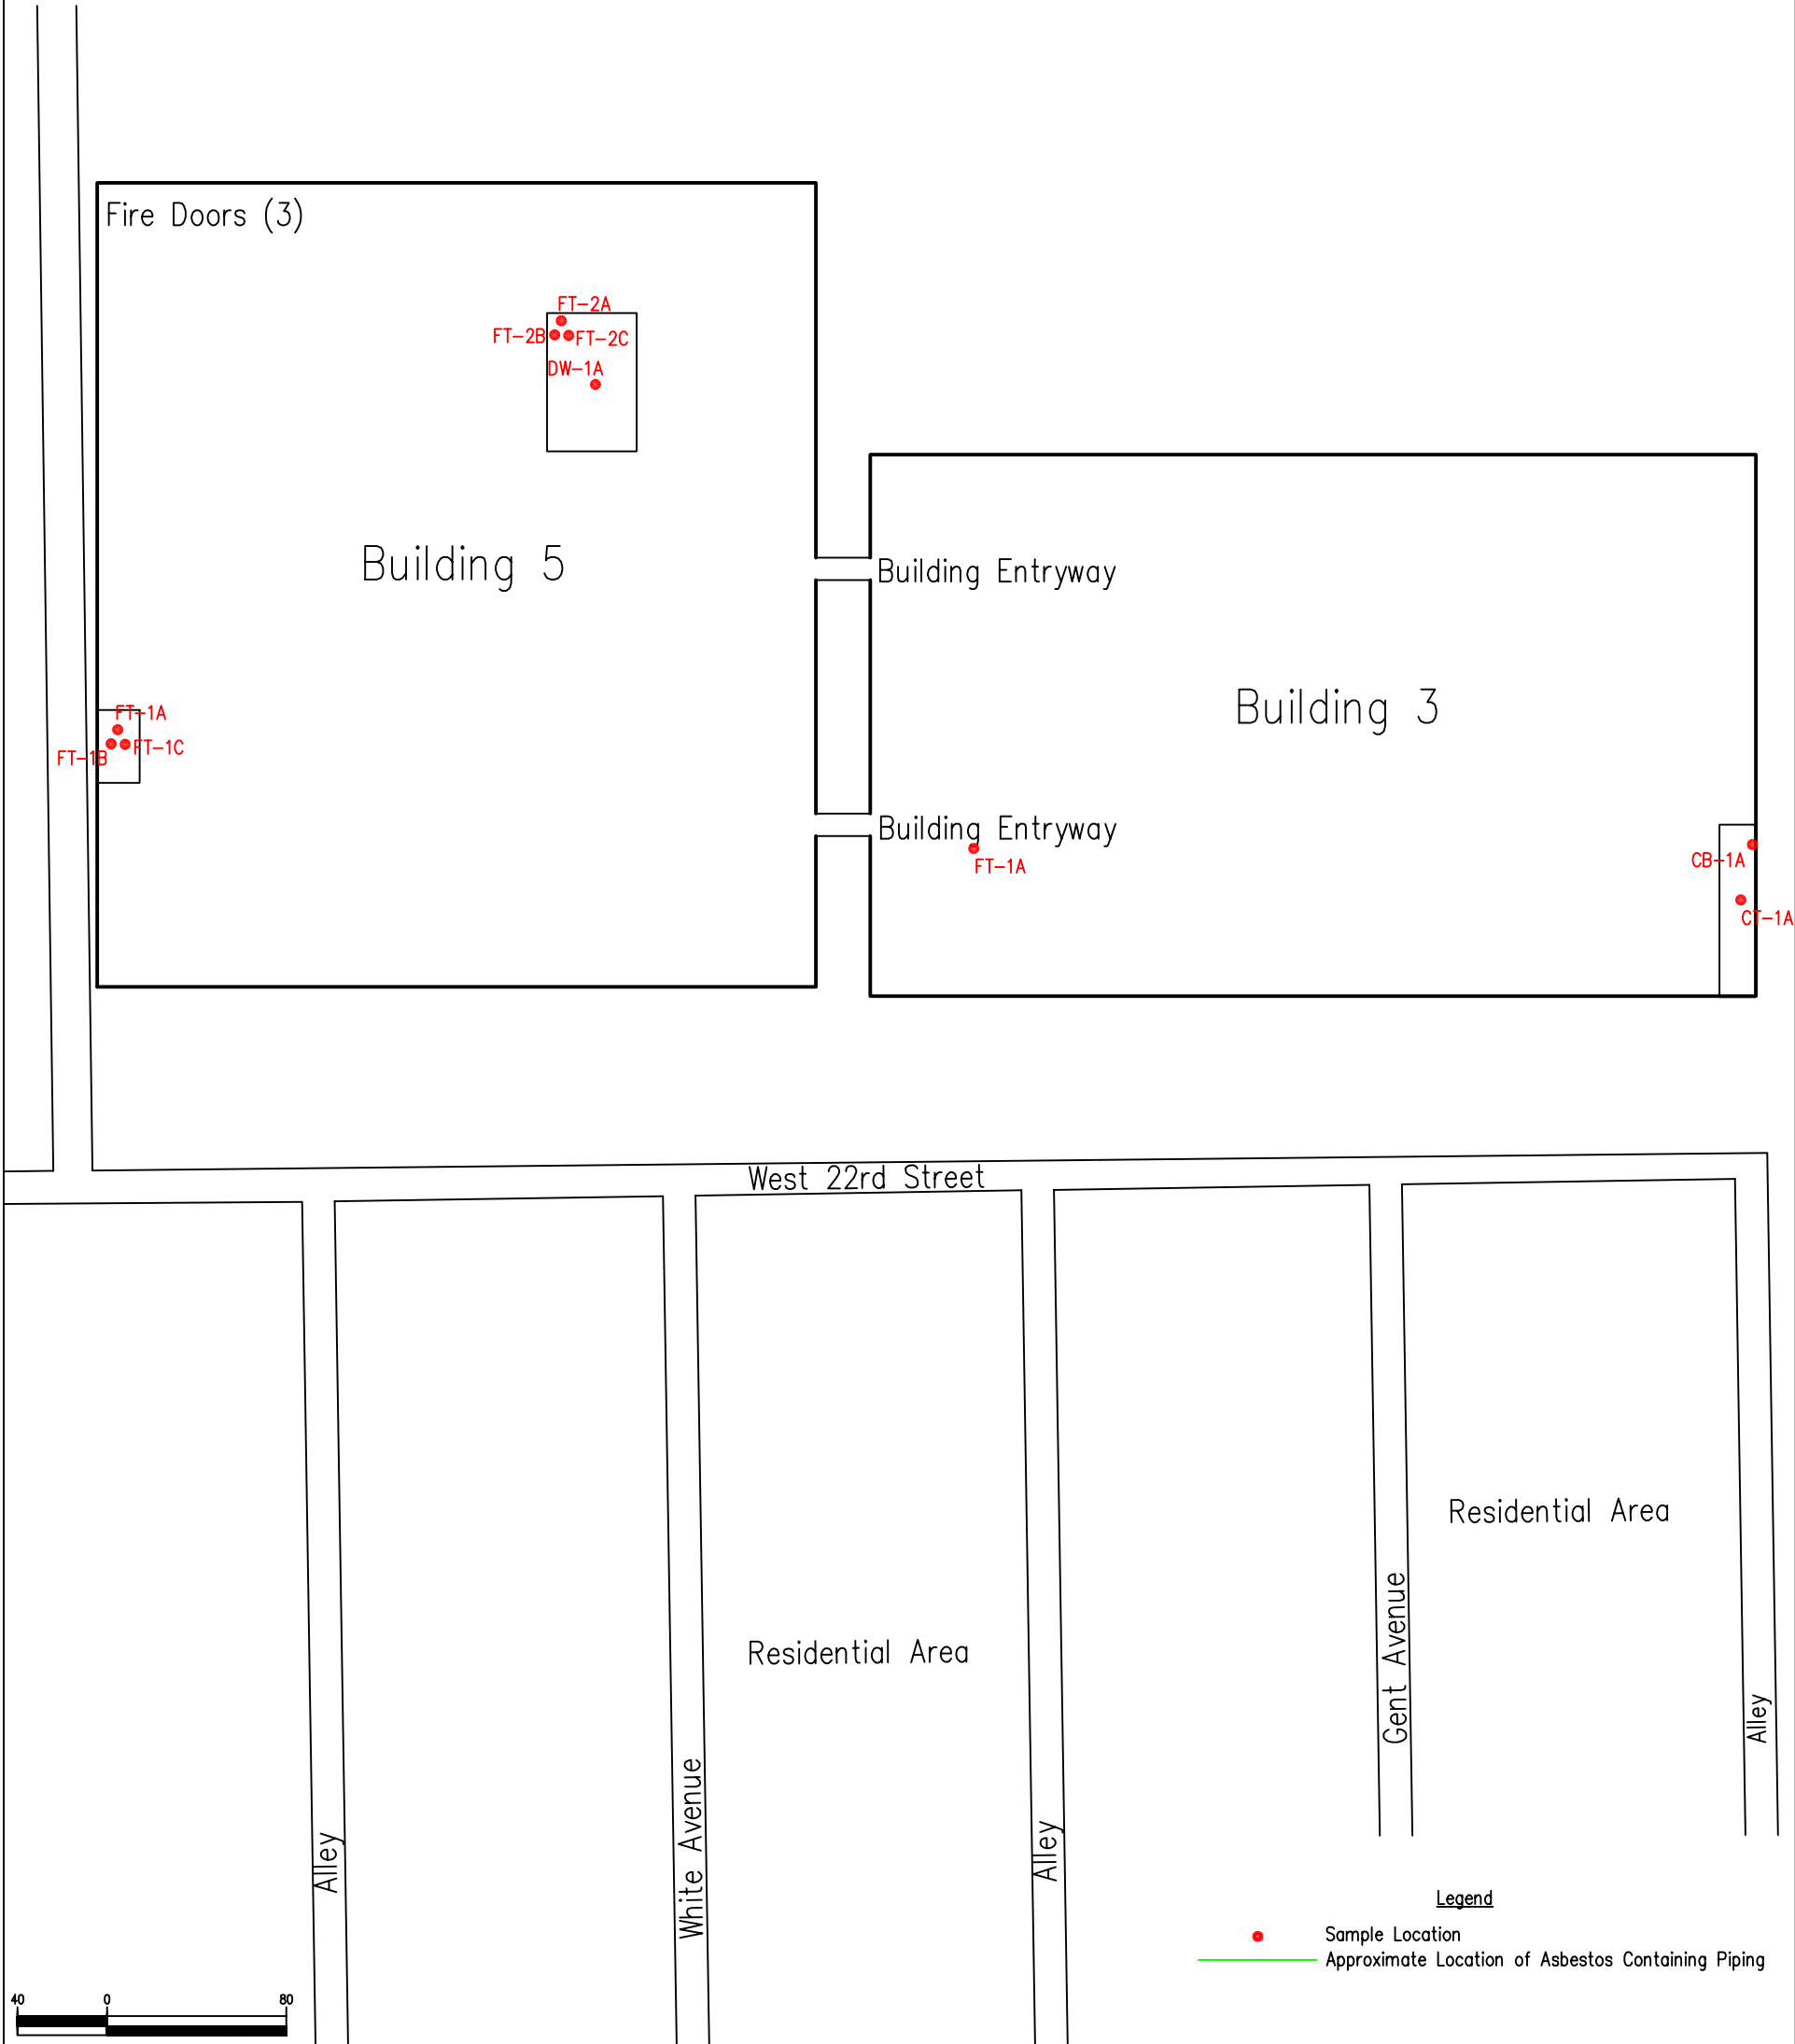 Fire Doors (3)
FT-2A
FT-2B
FT-2C
DW-1A
Building 5
Building Entryway
Building 3
FT-1A
FT-1C
FT-1B
Building Entryway
FT-1A
CB-1A
CT-1A
West 22rd Street
Residential Area
Residential Area
Gent Avenue
Alley
White Avenue
Alley
Alley
Legend
Sample Location
Approximate Location of Asbestos Containing Piping
40 0 80